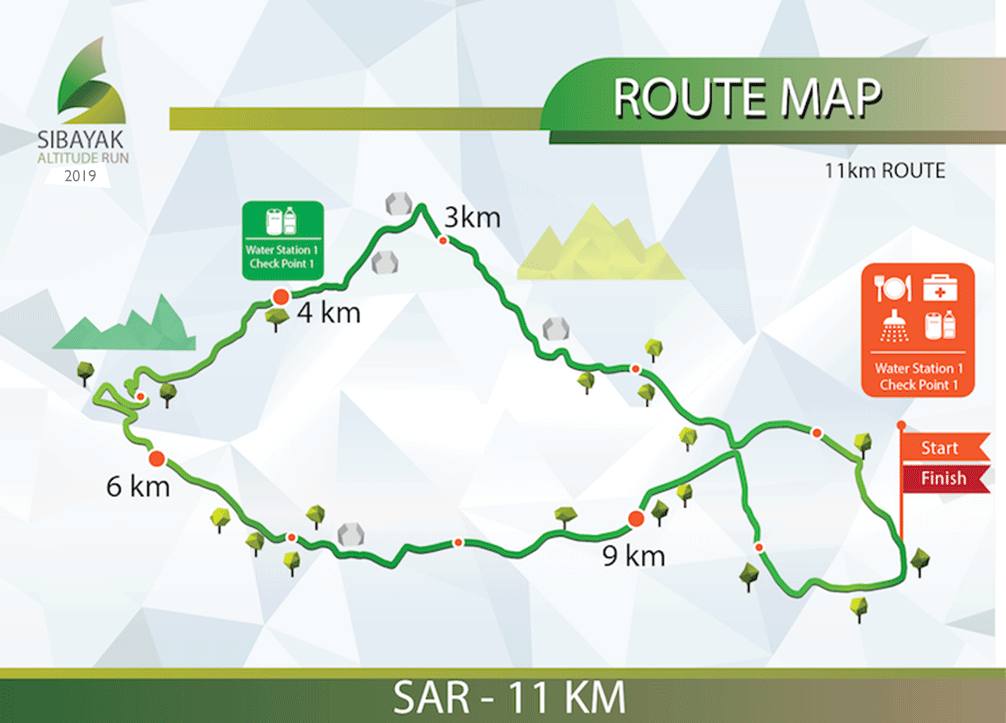 ROUTE MAP
SIBAYAK
ALTITUDE RUN
2019
11km ROUTE
3km
Water Station 1
Check Point 1
4 km
Water Station 1
Check Point 1
Start
Finish
6 km
9 km
SAR - 11 KM